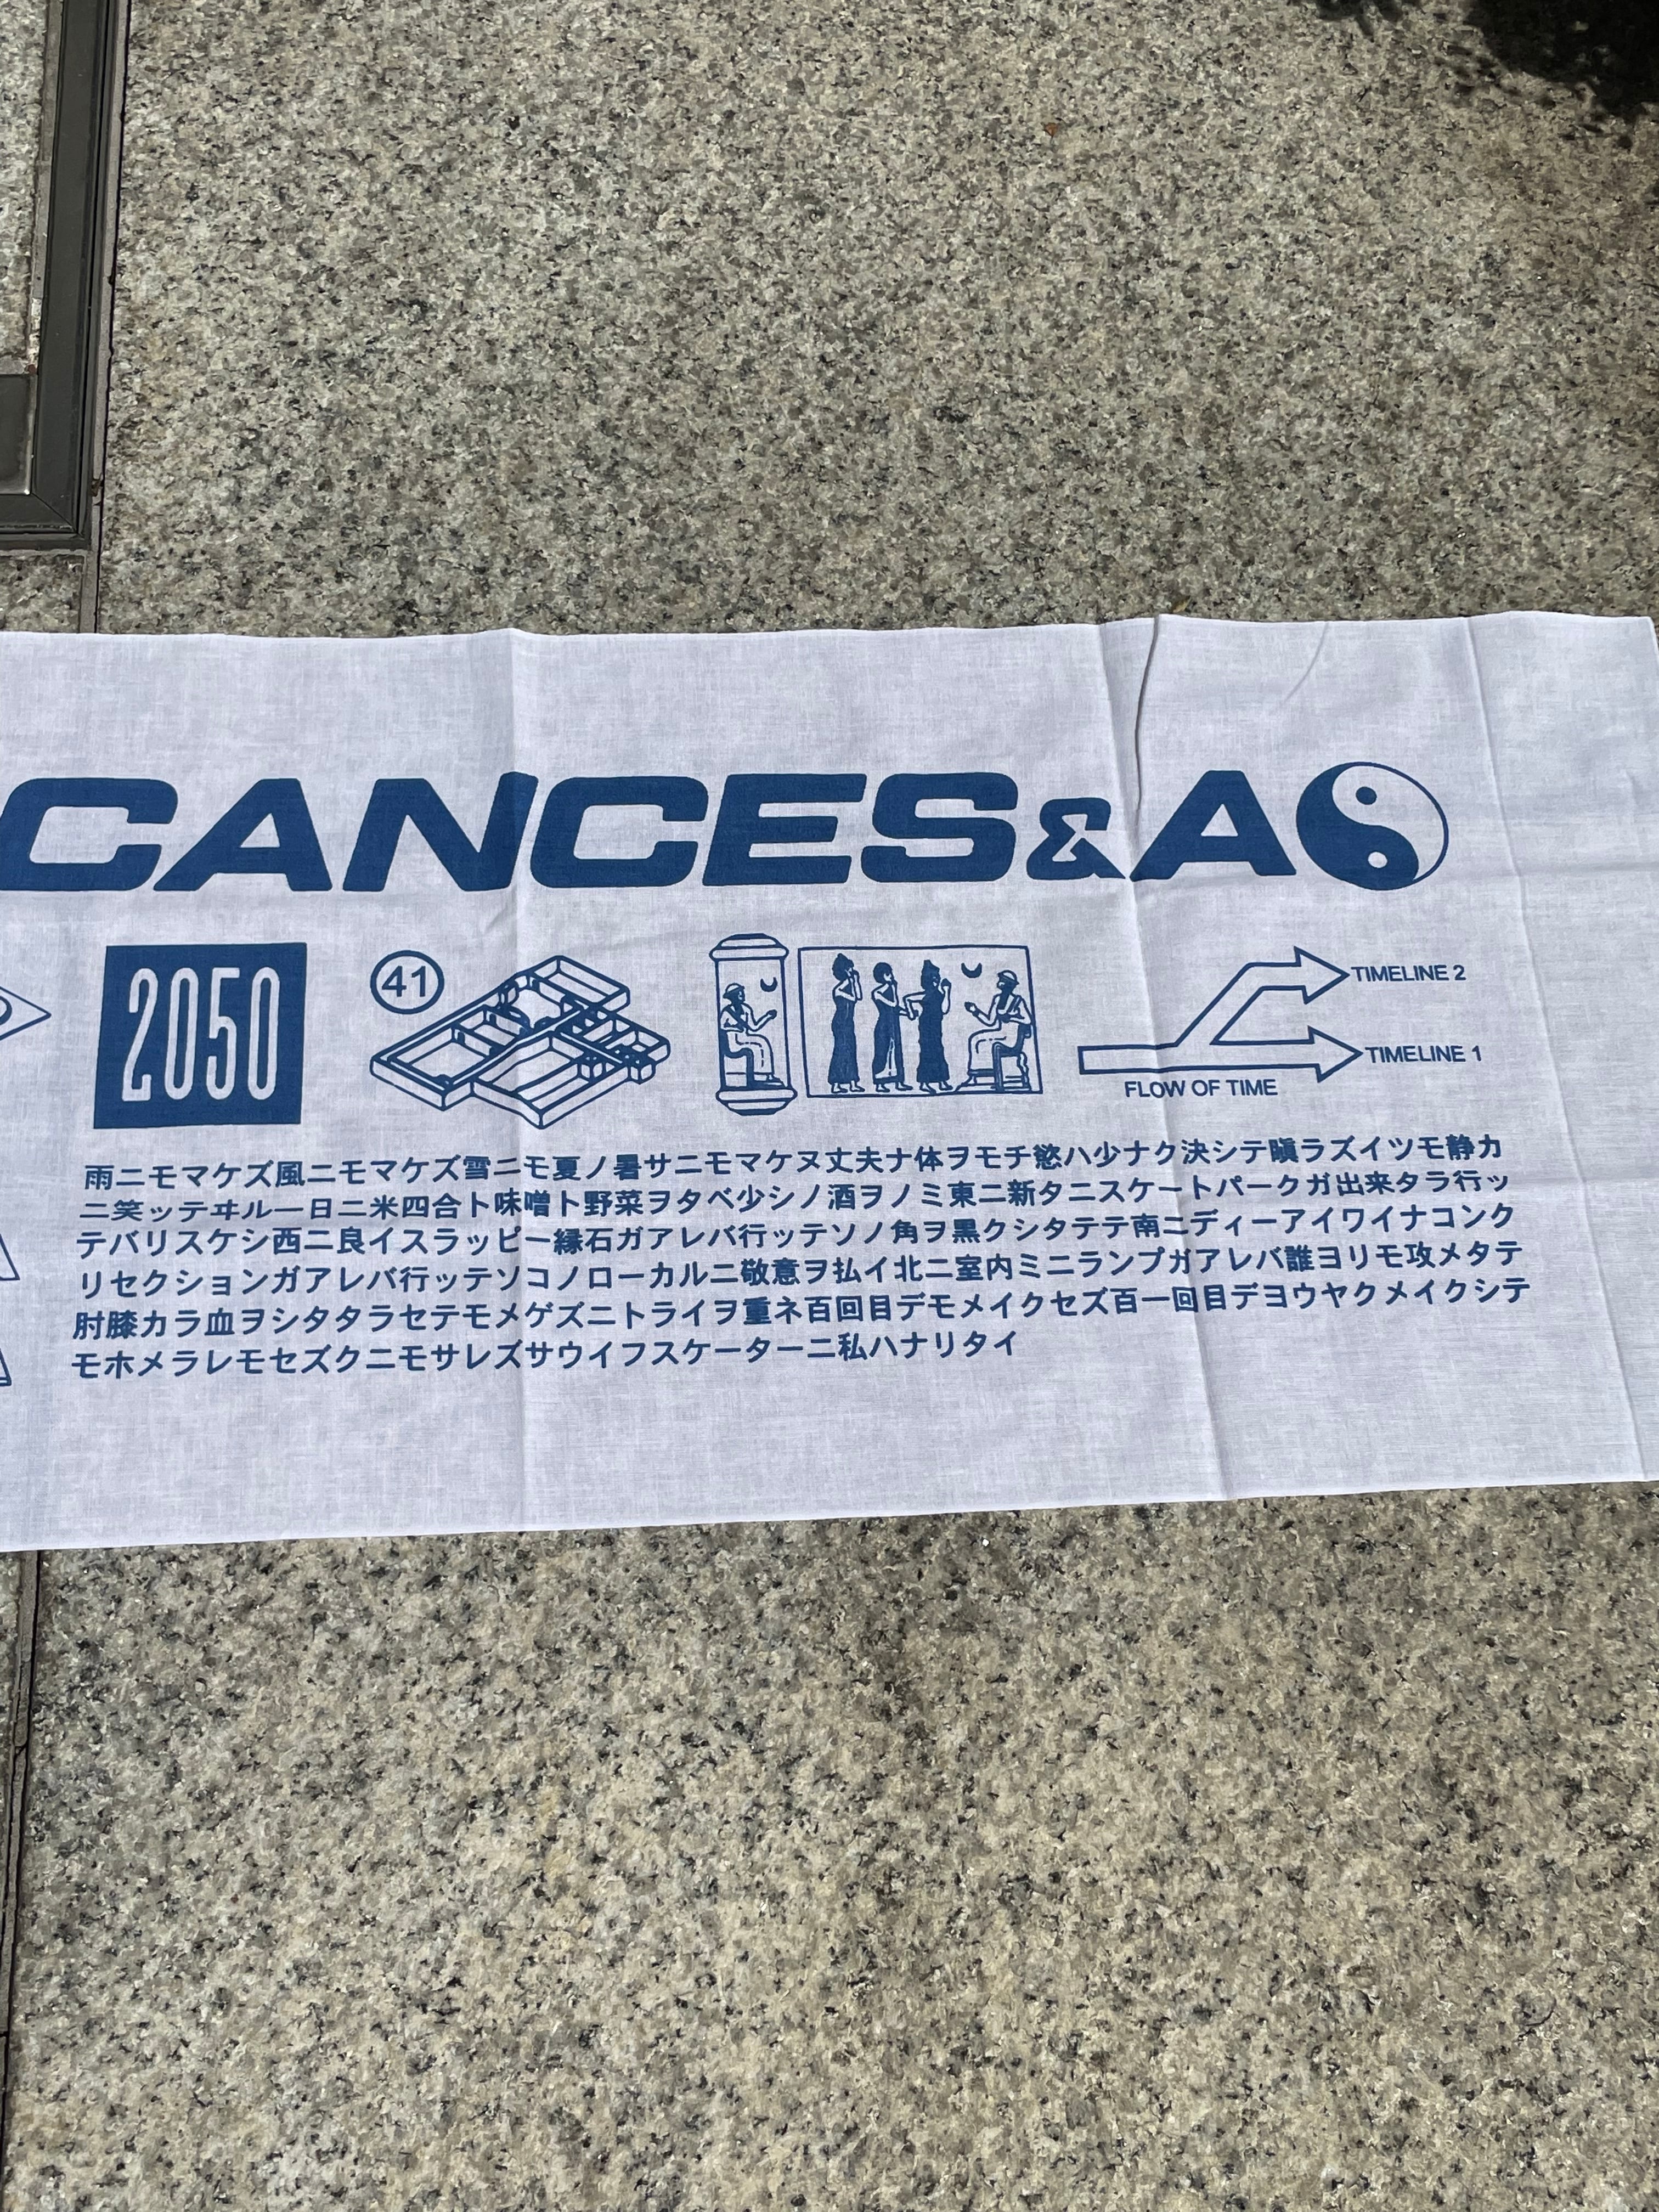 CANCES&A
2050
41
TIMELINE 2
TIMELINE 1
FLOW OF TIME
雨ニモマケズ風ニモマケズ雪ニモ夏ノ暑サニモマケヌ丈夫ナ体ヲモチ慾ハ少ナク決シテ瞋ラズイツモ静カ
ニ笑ッテヰルー日ニ米四合ト味噌ト野菜ヲタベ少シノ酒ヲノミ東ニ新タニスケートパークガ出来タラ行ッ
テバリスケシ西ニ良イスラッピー縁石ガアレバ行ッテソノ角ヲ黒クシタテテ南ニディーアイワイナコンク
リセクションガアレバ行ッテソコノローカルニ敬意ヲ払イ北ニ室内ミニランプガアレバ誰ヨリモ攻メタテ
肘膝カラ血ヲシタタラセテモメゲズニトライヲ重ネ百回目デモメイクセズ百一回目デヨウヤクメイクシテ
モホメラレモセズクニモサレズサウイフスケーターニ私ハナリタイ